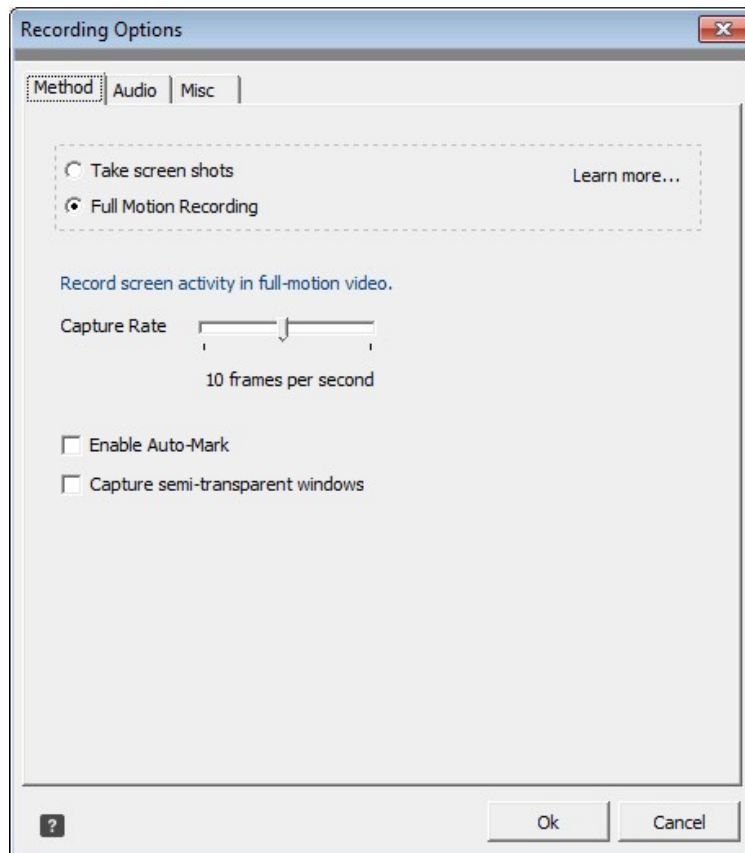 Recording Options
Method Audio Misc
Take screen shots
Learn more...
Full Motion Recording
Record screen activity in full-motion video.
Capture Rate
10 frames per second
Enable Auto-Mark
Capture semi-transparent windows
?
Ok Cancel